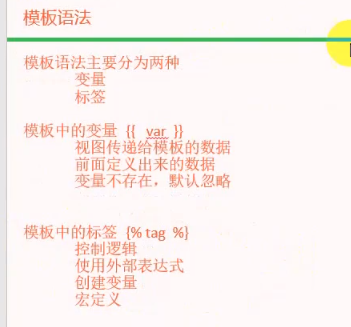 模板语法
模板语法主要分为两种
变量
标签
模板中的变量 {{ var }}
视图传递给模板的数据
前面定义出来的数据
变量不存在，默认忽略
模板中的标签 {% tag %}
控制逻辑
使用外部表达式
创建变量
宏定义